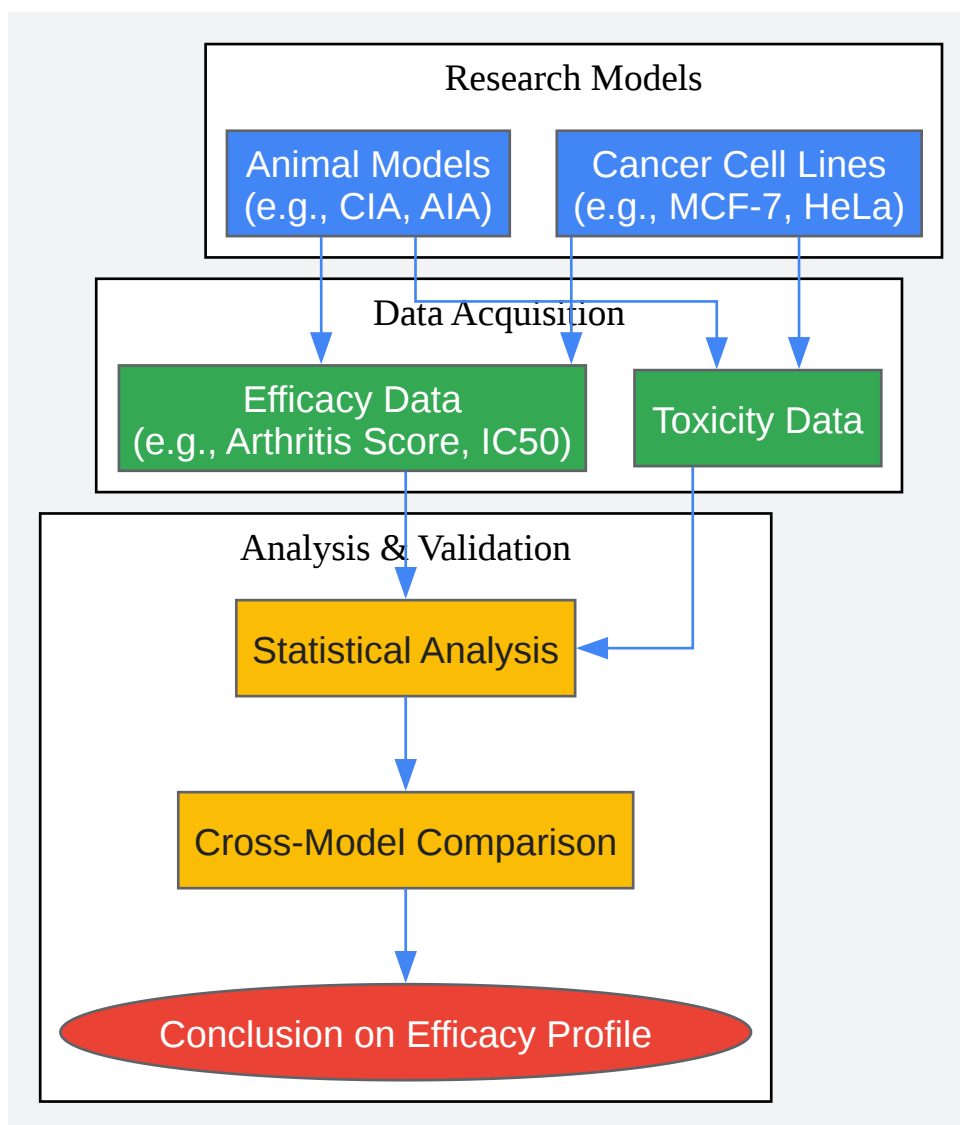 Research Models
Animal Models
(e.g., CIA, AIA)
Cancer Cell Lines
(e.g., MCF-7, HeLa)
Data Acquisition
Efficacy Data
(e.g., Arthritis Score, IC50)
Toxicity Data
Analysis & Validation
Statistical Analysis
Cross-Model Comparison
Conclusion on Efficacy Profile